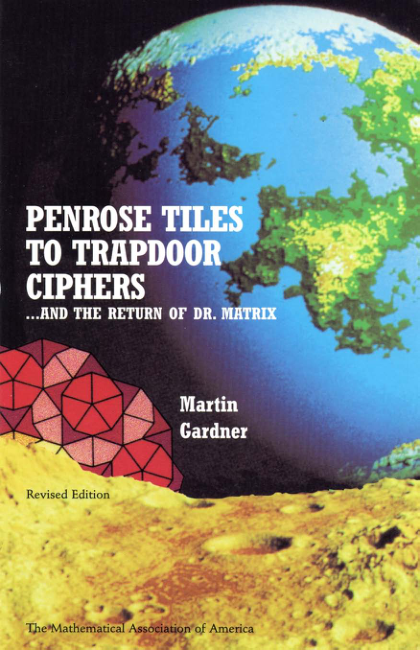 PENROSE TILES
TO TRAPDOOR
CIPHERS
...AND THE RETURN OF DR. MATRIX
Martin
Gardner
Revised Edition
The Mathematical Association of America